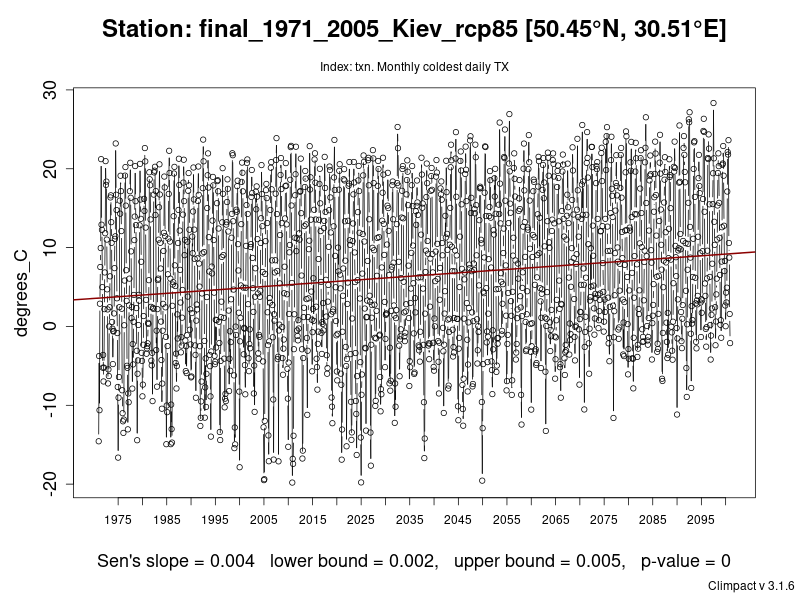 Station: final_1971_2005_Kiev_rcp85 [50.45°N, 30.51°E]
Index: txn. Monthly coldest daily TX
degrees_C
30
20
10
0
-10
-20
1975 1985 1995 2005 2015 2025 2035 2045 2055 2065 2075 2085 2095
Sen's slope = 0.004 lower bound = 0.002, upper bound = 0.005, p-value = 0
Climpact v 3.1.6